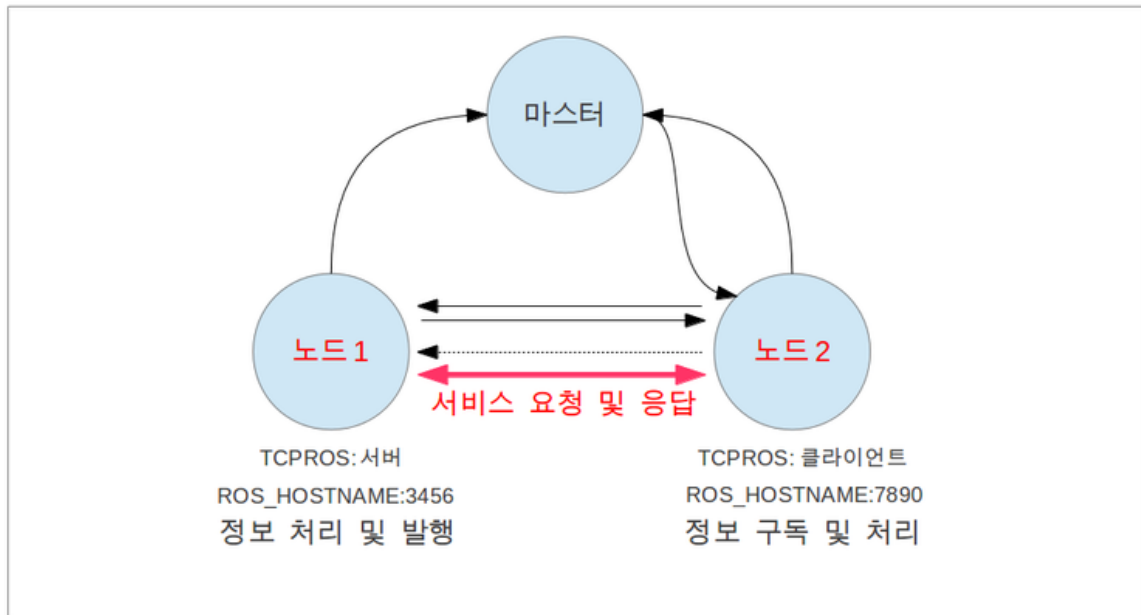 마스터
노드1
노드2
서비스 요청 및 응답
TCPROS: 서버
ROS_HOSTNAME:3456
정보 처리 및 발행
TCPROS: 클라이언트
ROS_HOSTNAME:7890
정보 구독 및 처리